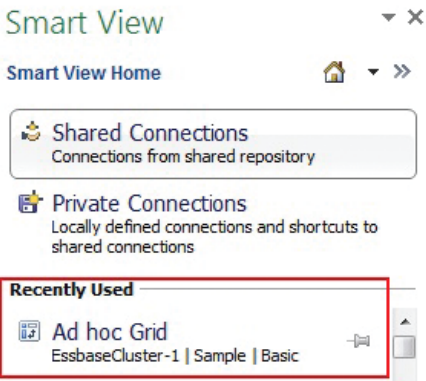 Smart View
Smart View Home
Shared Connections
Connections from shared repository
Private Connections
Locally defined connections and shortcuts to
shared connections
Recently Used
Ad hoc Grid
EssbaseCluster-1 | Sample | Basic